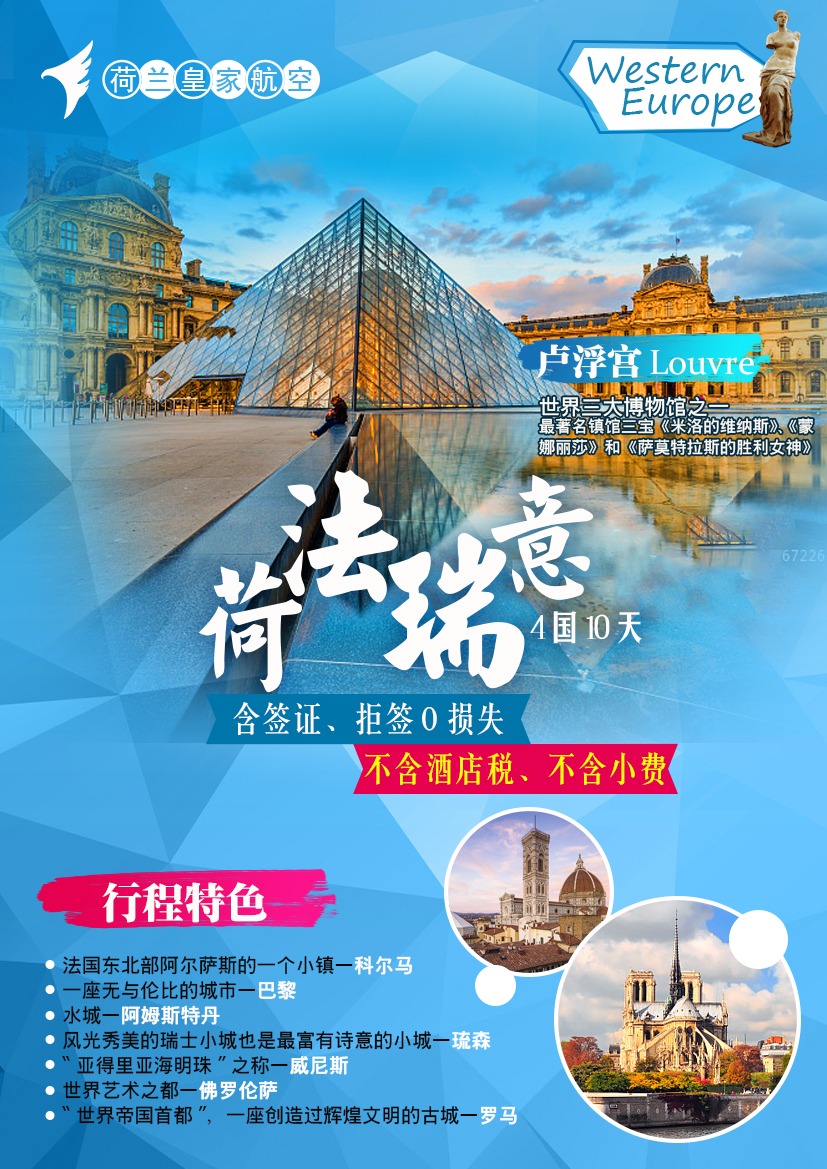 荷兰皇家航空
Western
Europe
卢浮宫 Louvre
世界三大博物馆之一
最著名镇馆三宝《米洛的维纳斯》、《蒙
娜丽莎》和《萨莫特拉斯的胜利女神》
67226
荷法瑞意
4国10天
含签证、拒签0损失
不含酒店税、不含小费
行程特色
法国东北部阿尔萨斯的一个小镇—科尔马
一座无与伦比的城市—巴黎
水城—阿姆斯特丹
风光秀美的瑞士小城也是最富有诗意的小城—琉森
“亚得里亚海明珠”之称—威尼斯
世界艺术之都—佛罗伦萨
“世界帝国首都”，一座创造过辉煌文明的古城—罗马